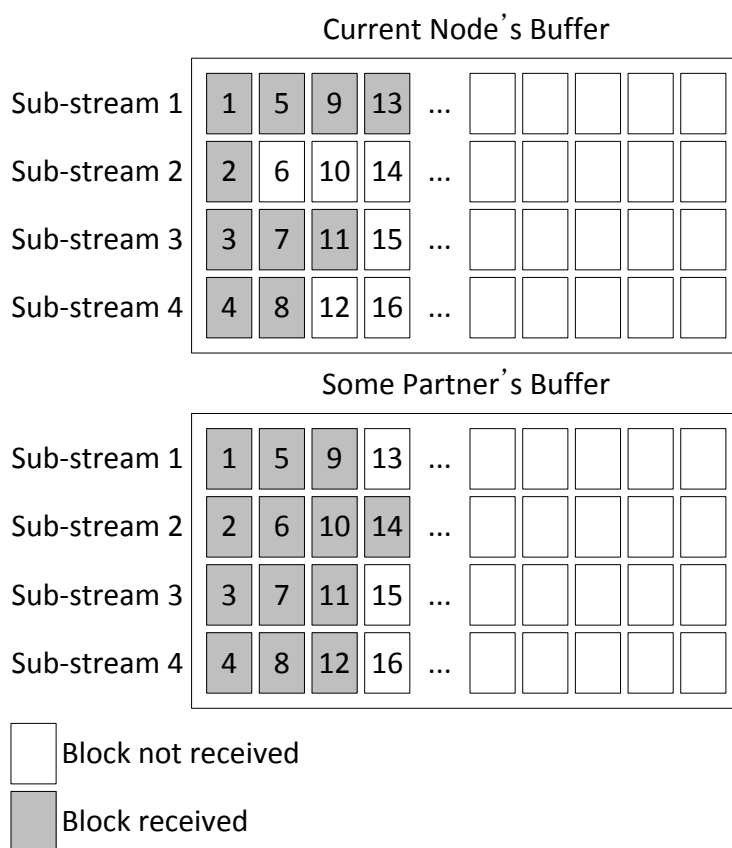 Current Node’s Buffer
Sub-stream 1 1 5 9 13 ...
Sub-stream 2 2 6 10 14 ...
Sub-stream 3 3 7 11 15 ...
Sub-stream 4 4 8 12 16 ...
Some Partner’s Buffer
Sub-stream 1 1 5 9 13 ...
Sub-stream 2 2 6 10 14 ...
Sub-stream 3 3 7 11 15 ...
Sub-stream 4 4 8 12 16 ...
Block not received
Block received